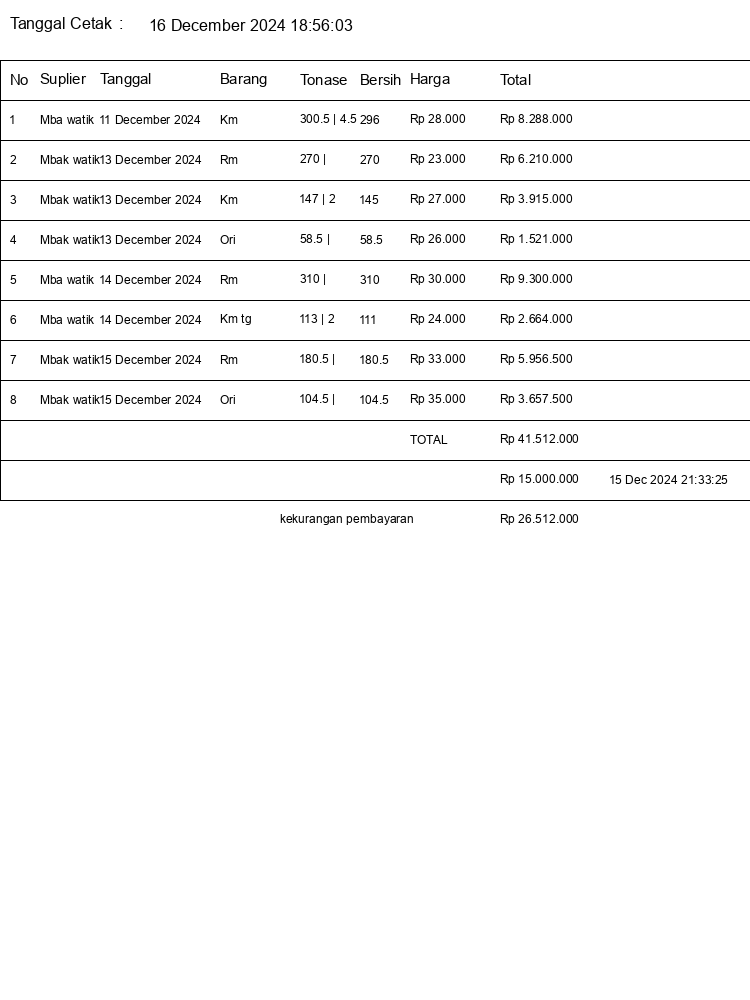 Tanggal Cetak : 16 December 2024 18:56:03
No Suplier Tanggal Barang Tonase Bersih Harga Total
1 Mba watik 11 December 2024 Km 300.5 | 4.5 296 Rp 28.000 Rp 8.288.000
2 Mbak watik 13 December 2024 Rm 270 | 270 Rp 23.000 Rp 6.210.000
3 Mbak watik 13 December 2024 Km 147 | 2 145 Rp 27.000 Rp 3.915.000
4 Mbak watik 13 December 2024 Ori 58.5 | 58.5 Rp 26.000 Rp 1.521.000
5 Mba watik 14 December 2024 Rm 310 | 310 Rp 30.000 Rp 9.300.000
6 Mba watik 14 December 2024 Km tg 113 | 2 111 Rp 24.000 Rp 2.664.000
7 Mbak watik 15 December 2024 Rm 180.5 | 180.5 Rp 33.000 Rp 5.956.500
8 Mbak watik 15 December 2024 Ori 104.5 | 104.5 Rp 35.000 Rp 3.657.500
TOTAL Rp 41.512.000
Rp 15.000.000 15 Dec 2024 21:33:25
kekurangan pembayaran Rp 26.512.000